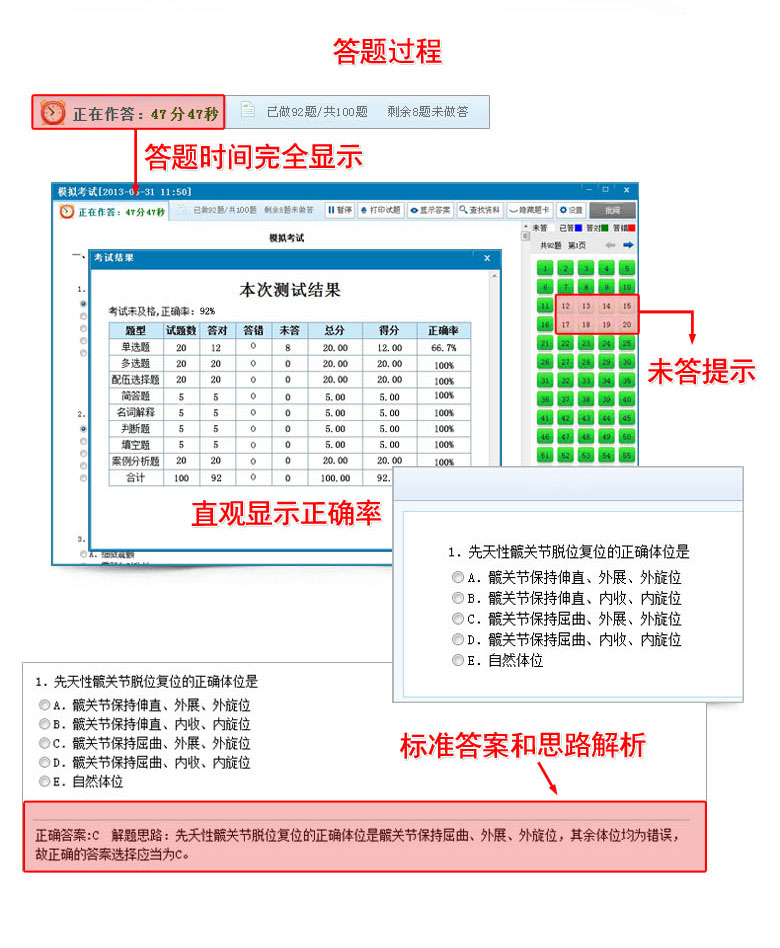 答题过程
正在作答：47分47秒 已做92题/共100题 剩余8题未做答
答题时间完全显示
模拟考试[2013-0 -31 11:50]
正在作答：47分47秒 已做92题/共100题 剩余8题未做答 暂停 打印试题 显示答案 查找资料 隐藏题卡 设置
未答 已答 答对 答错
模拟考试
共92题 第1页
一、
考试结果
本次测试结果
考试未及格,正确率: 92%
题型 试题数 答对 答错 未答 总分 得分 正确率
单选题 20 12 0 8 20.00 12.00 66.7%
多选题 20 20 0 0 20.00 20.00 100%
配伍选择题 20 20 0 0 20.00 20.00 100%
简答题 5 5 0 0 5.00 5.00 100%
名词解释 5 5 0 0 5.00 5.00 100%
判断题 5 5 0 0 5.00 5.00 100%
填空题 5 5 0 0 5.00 5.00 100%
案例分析题 20 20 0 0 20.00 20.00 100%
合计 100 92 0 0 100.00 92.
1.
2.
3.
1 2 3 4 5
6 7 8 9 10
11 12 13 14 15
16 17 18 19 20
21 22 23 24 25
26 27 28 29 30
31 32 33 34 35
36 37 38 39 40
41 42 43 44 45
46 47 48 49 50
51 52 53 54 55
未答提示
直观显示正确率
1. 先天性髋关节脱位复位的正确体位是
A. 髋关节保持伸直、外展、外旋位
B. 髋关节保持伸直、内收、内旋位
C. 髋关节保持屈曲、外展、外旋位
D. 髋关节保持屈曲、内收、内旋位
E. 自然体位
1. 先天性髋关节脱位复位的正确体位是
A. 髋关节保持伸直、外展、外旋位
B. 髋关节保持伸直、内收、内旋位
C. 髋关节保持屈曲、外展、外旋位
D. 髋关节保持屈曲、内收、内旋位
E. 自然体位
标准答案和思路解析
正确答案:C 解题思路：先天性髋关节脱位复位的正确体位是髋关节保持屈曲、外展、外旋位，其余体位均为错误，
故正确的答案选择应当为C。